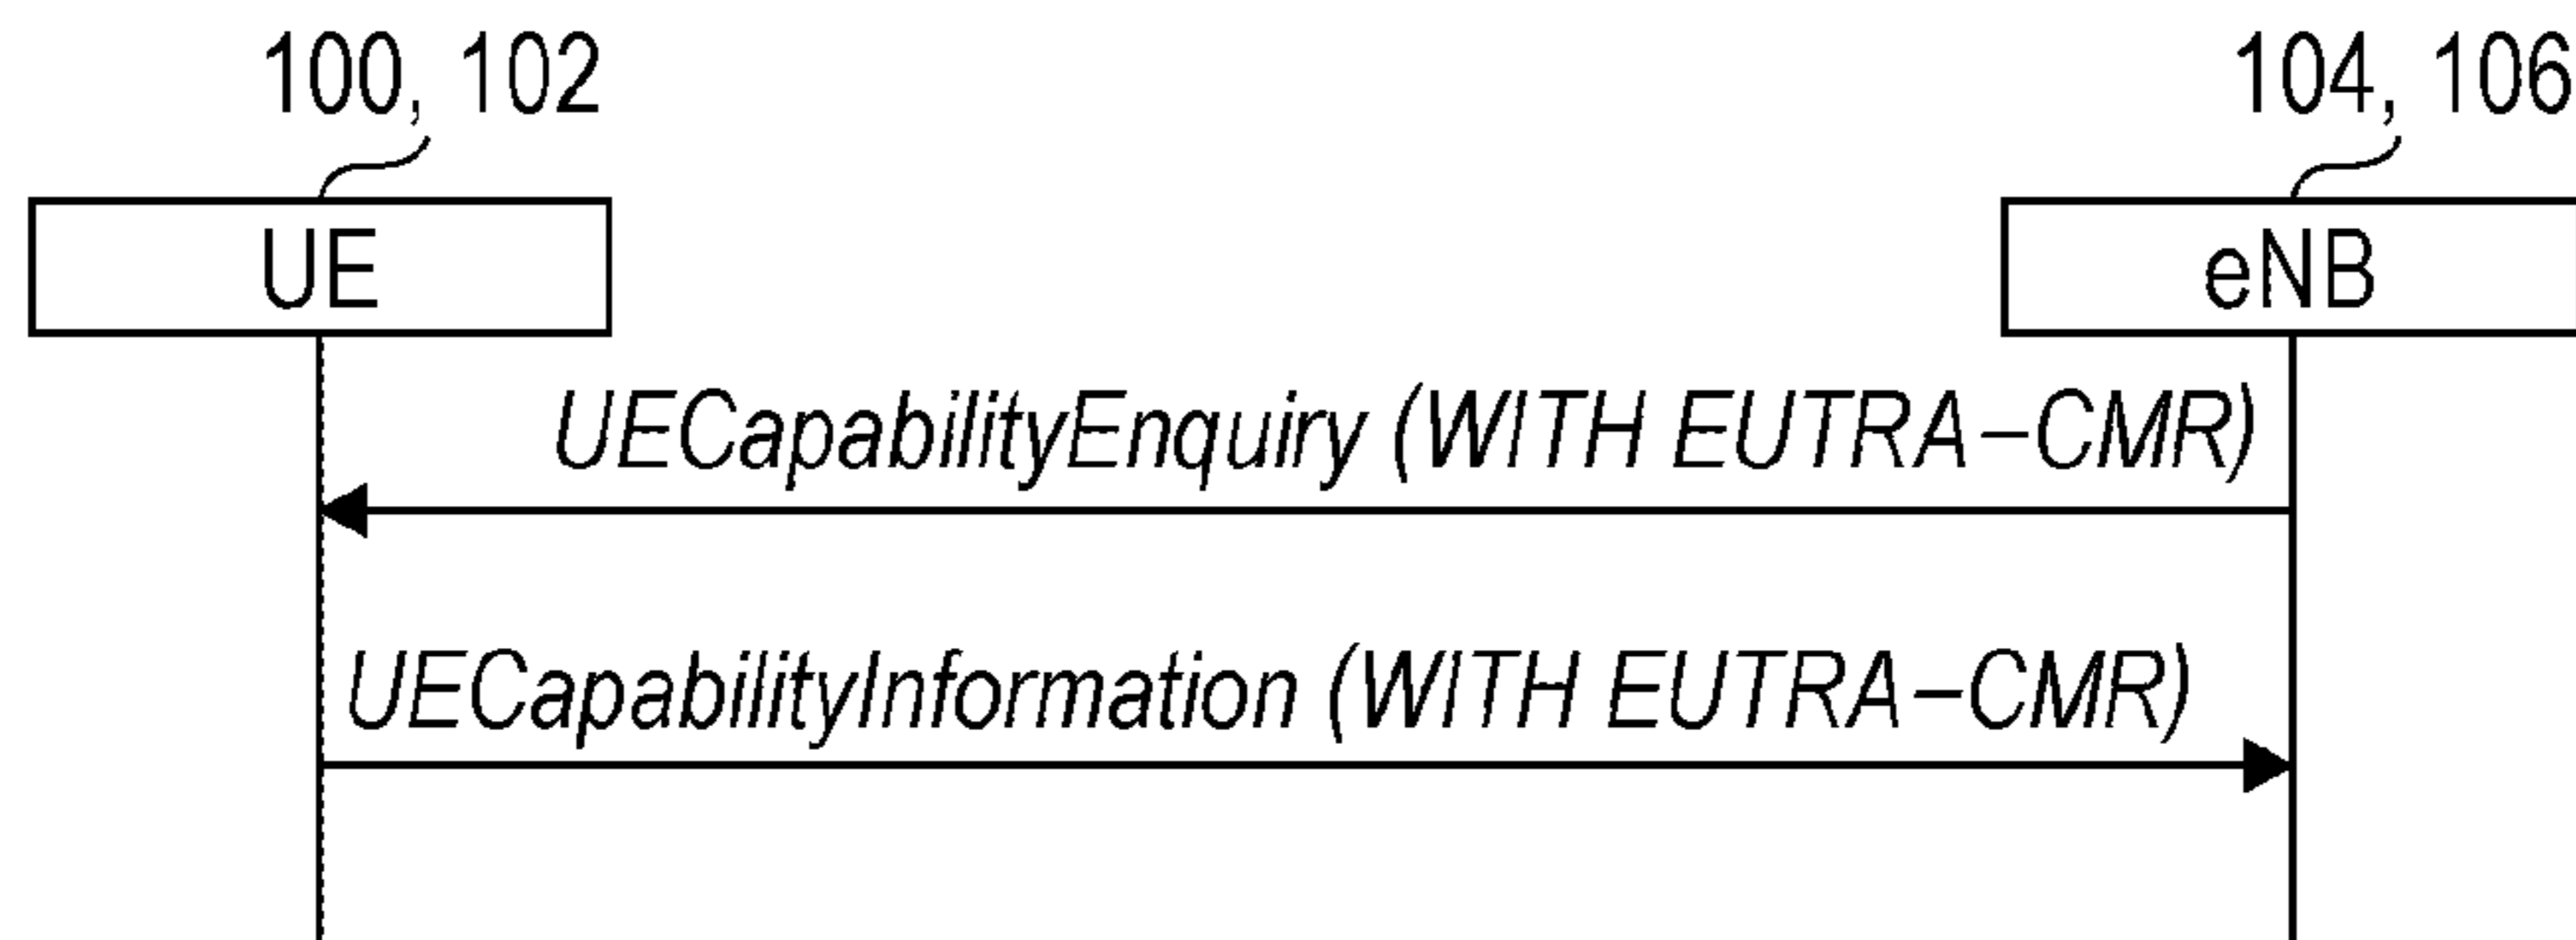 100, 102
104, 106
UE
eNB
UECapabilityEnquiry (WITH EUTRA–CMR)
UECapabilityInformation (WITH EUTRA–CMR)